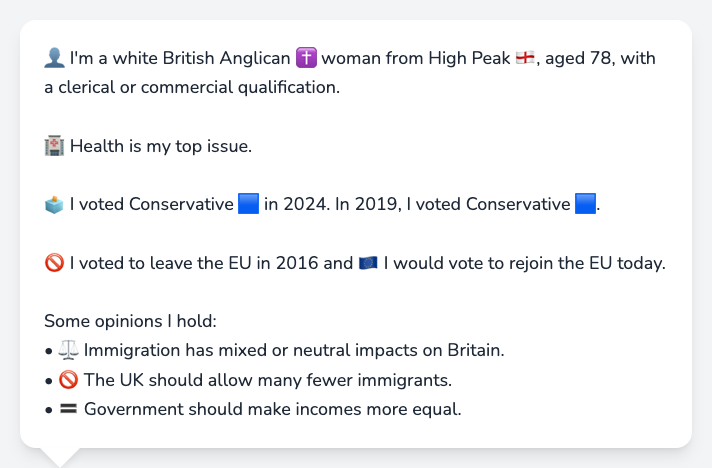 👤 I'm a white British Anglican ✝️ woman from High Peak 🏴󠁧󠁢󠁥󠁮󠁧󠁿, aged 78, with
a clerical or commercial qualification.
🏥 Health is my top issue.
🗳️ I voted Conservative 🟦 in 2024. In 2019, I voted Conservative 🟦.
🚫 I voted to leave the EU in 2016 and 🇪🇺 I would vote to rejoin the EU today.
Some opinions I hold:
• ⚖️ Immigration has mixed or neutral impacts on Britain.
• 🚫 The UK should allow many fewer immigrants.
• 🟰 Government should make incomes more equal.